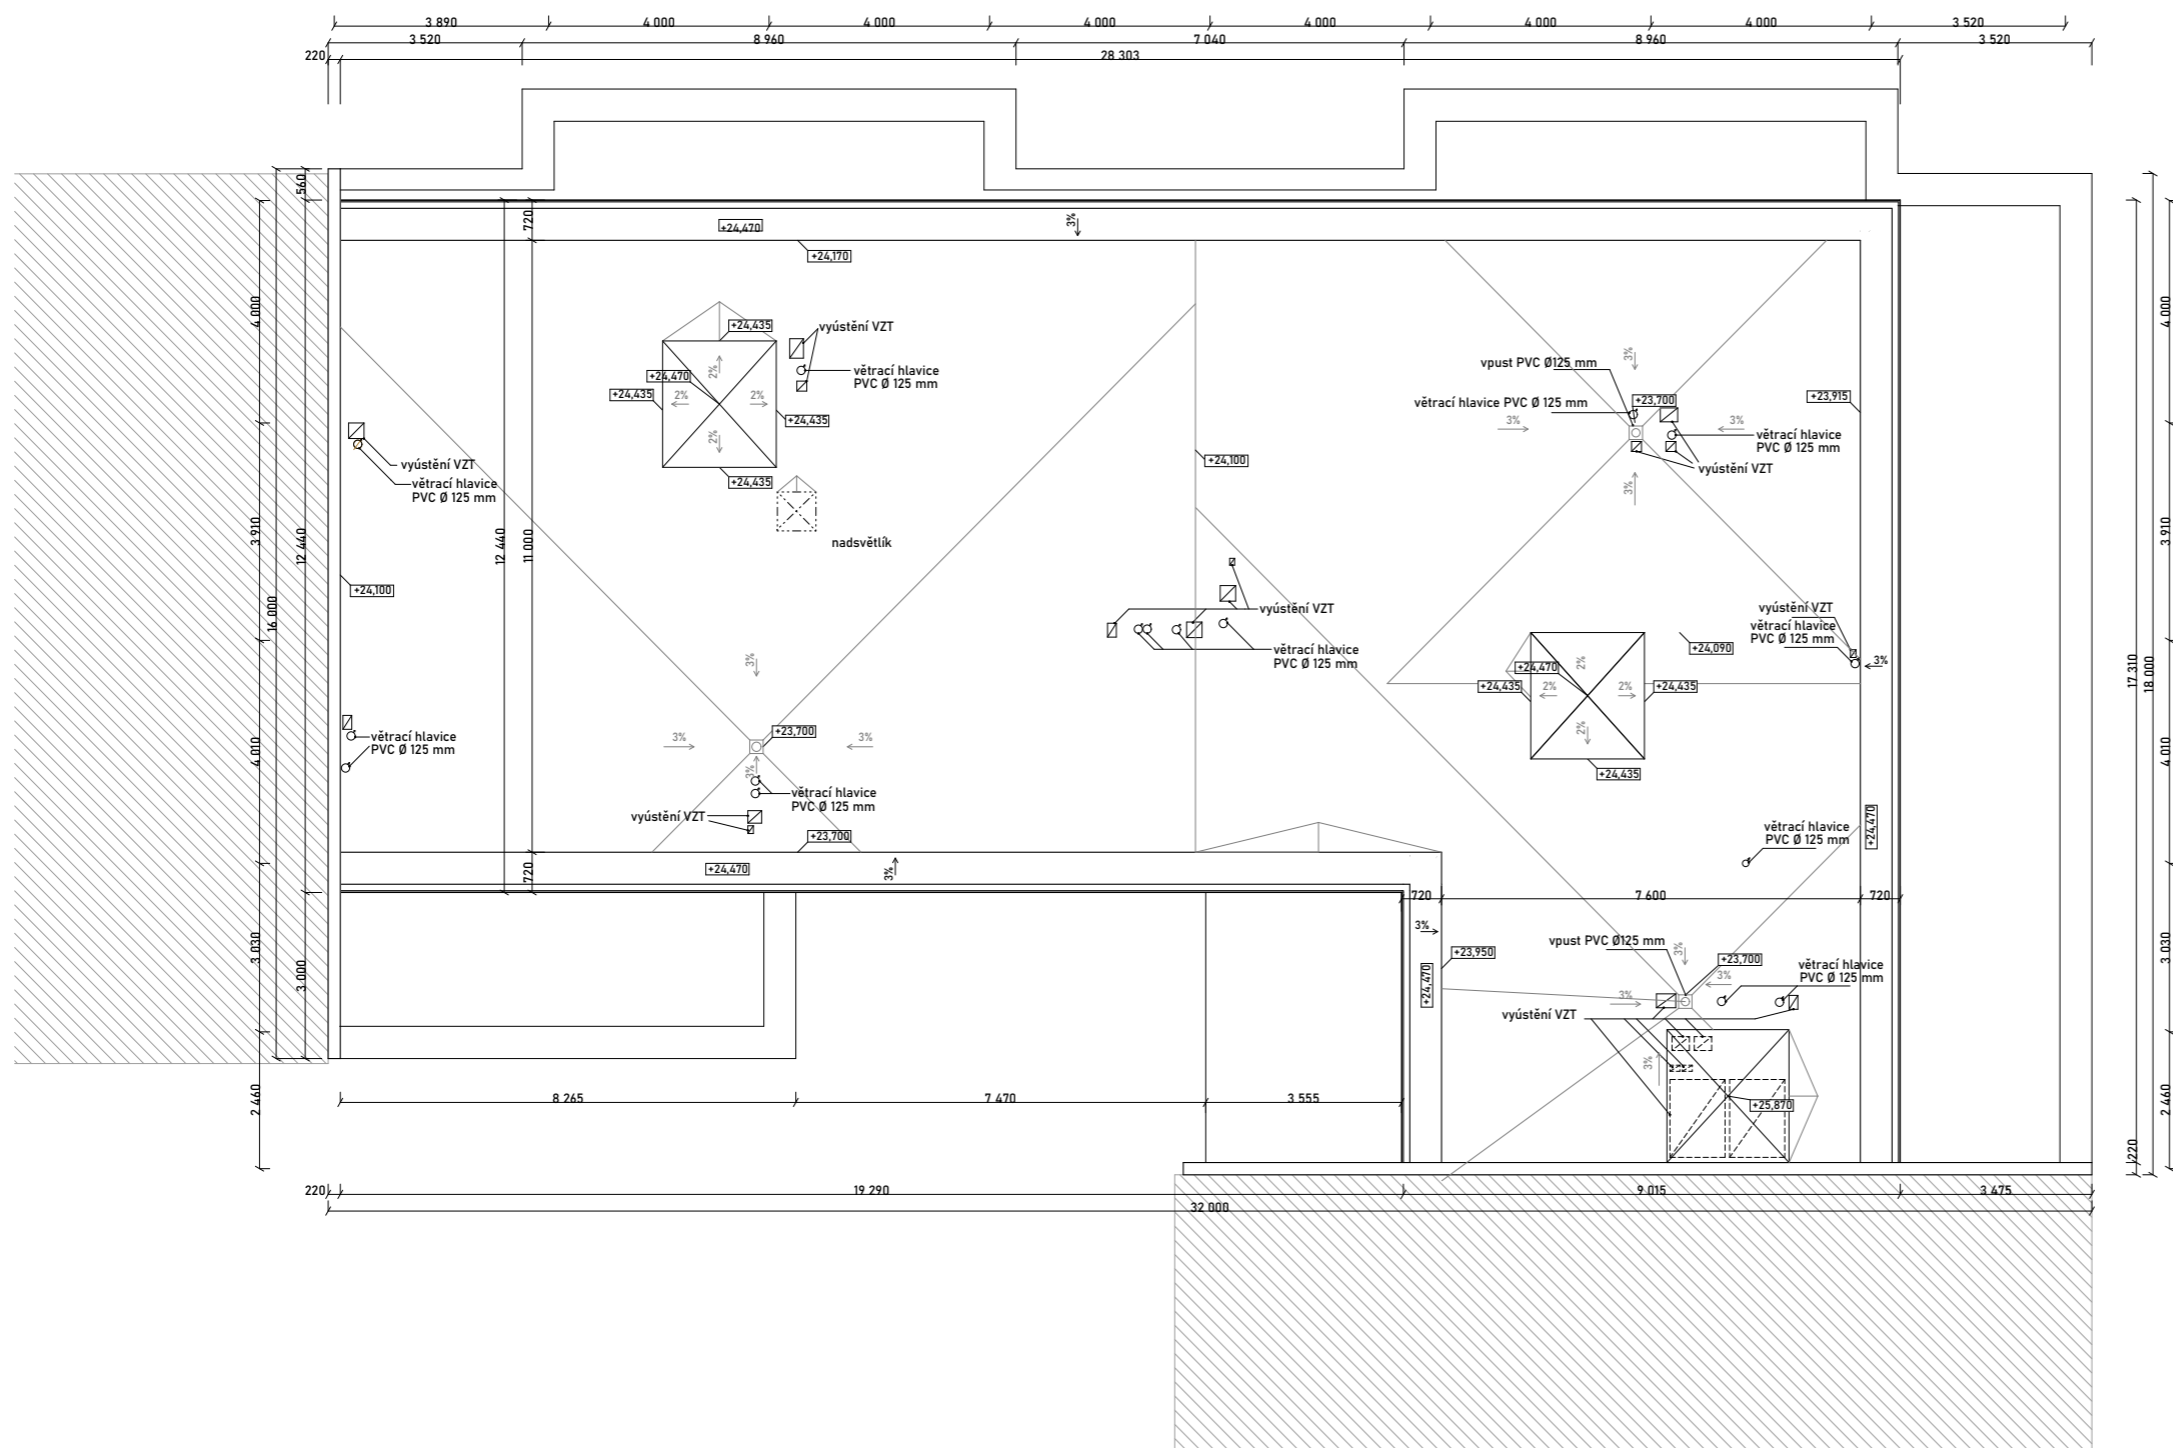 3 890 4 000 4 000 4 000 4 000 4 000 4 000 3 520
3 520 8 960 7 040 8 960 3 520
220 28 303
560
720
+24,470
3%
+24,170
4 000
4 000
+24,435
vyústění VZT
2%
větrací hlavice
PVC Ø 125 mm
+24,470
+24,435
2%
2%
+24,435
2%
+24,435
vpust PVC Ø125 mm
3%
+23,915
větrací hlavice PVC Ø 125 mm
+23,700
3%
3%
větrací hlavice
PVC Ø 125 mm
vyústění VZT
3%
+24,100
vyústění VZT
větrací hlavice
PVC Ø 125 mm
3 910
12 440
12 440
11 000
nadsvětlík
3 910
+24,100
16 000
vyústění VZT
větrací hlavice
PVC Ø 125 mm
vyústění VZT
větrací hlavice
PVC Ø 125 mm
3%
+24,090
+24,470
2%
+24,435
2%
2%
+24,435
2%
+24,435
17 310
18 000
3%
+23,700
3%
3%
3%
větrací hlavice
PVC Ø 125 mm
větrací hlavice
PVC Ø 125 mm
vyústění VZT
+23,700
4 010
4 010
+24,470
3%
720
větrací hlavice
PVC Ø 125 mm
+24,470
720 7 600 720
3%
+23,950
+24,470
vpust PVC Ø125 mm
3%
+23,700
3%
3%
větrací hlavice
PVC Ø 125 mm
vyústění VZT
3%
+25,870
3 030
3 000
3 030
2 460
2 460
8 265 7 470 3 555
220
220 19 290 9 015 3 475
32 000